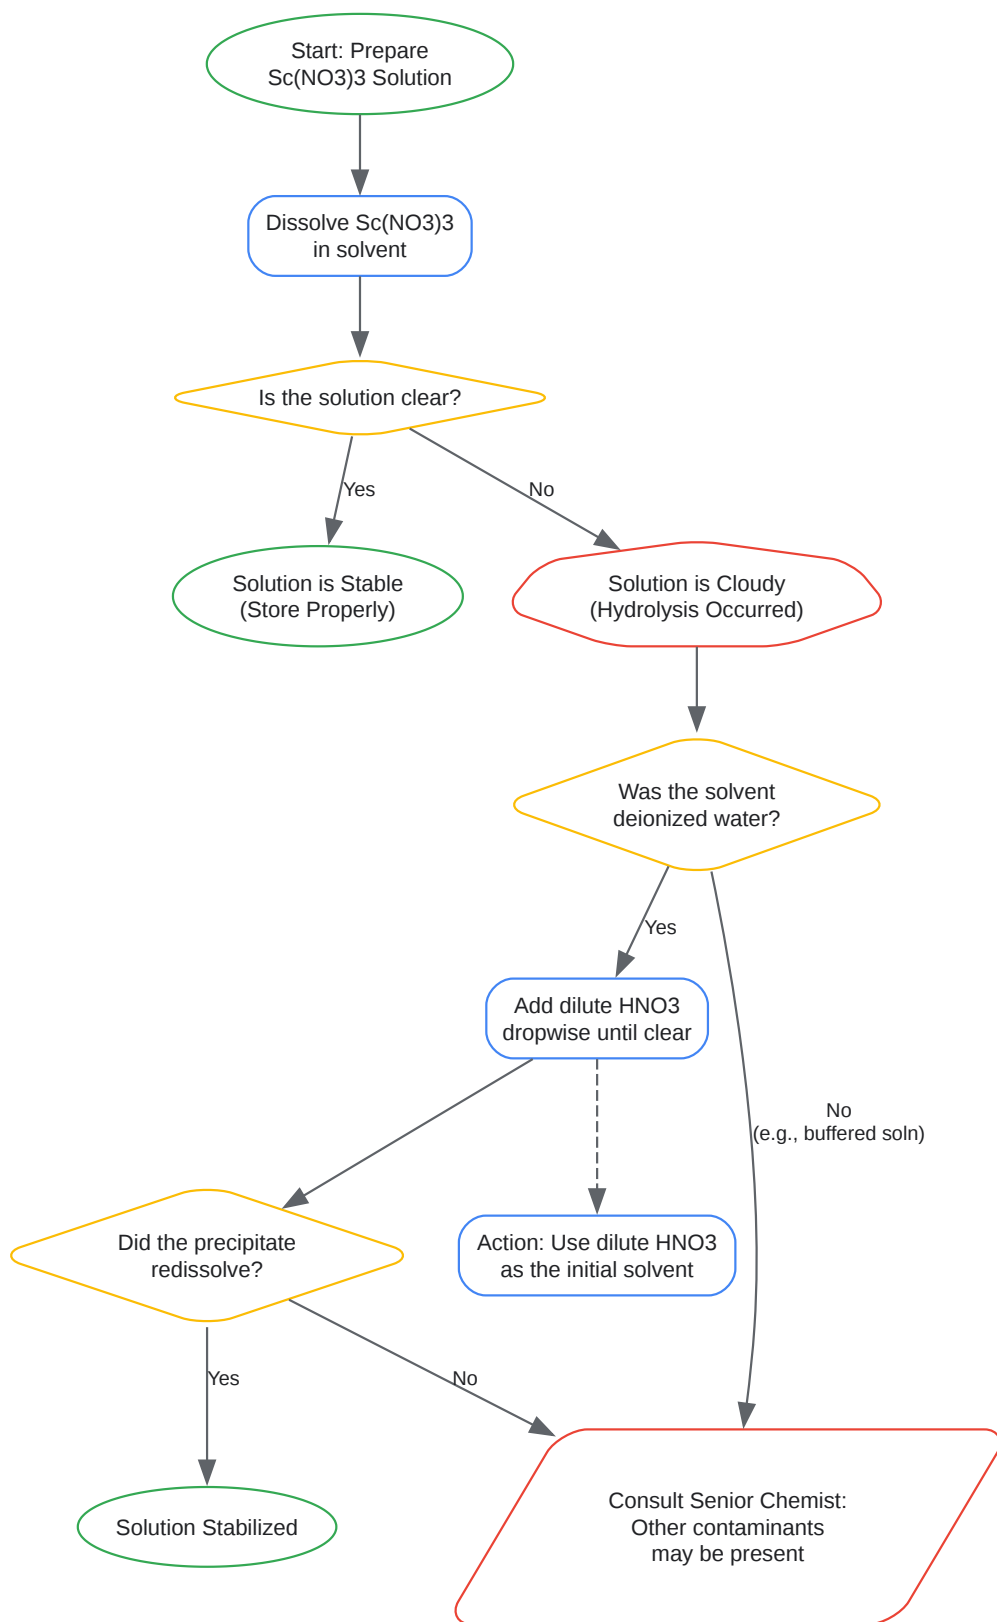 Start: Prepare
Sc(NO3)3 Solution
Dissolve Sc(NO3)3
in solvent
Is the solution clear?
Yes
No
Solution is Stable
(Store Properly)
Solution is Cloudy
(Hydrolysis Occurred)
Was the solvent
deionized water?
Yes
Add dilute HNO3
dropwise until clear
No
(e.g., buffered soln)
Did the precipitate
redissolve?
Action: Use dilute HNO3
as the initial solvent
Yes
No
Solution Stabilized
Consult Senior Chemist:
Other contaminants
may be present